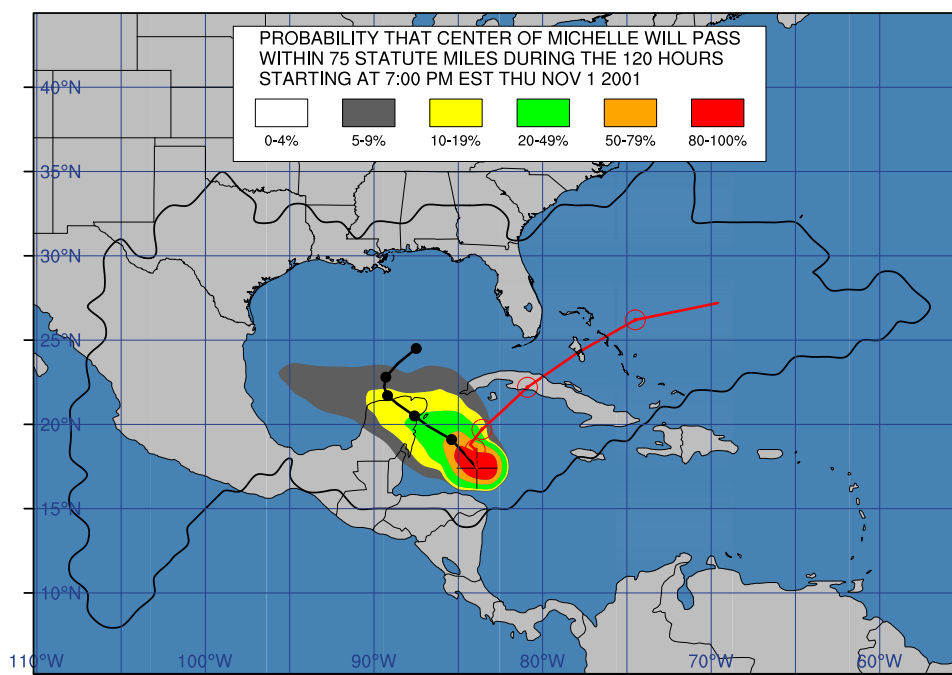 PROBABILITY THAT CENTER OF MICHELLE WILL PASS
WITHIN 75 STATUTE MILES DURING THE 120 HOURS
STARTING AT 7:00 PM EST THU NOV 1 2001
0-4% 5-9% 10-19% 20-49% 50-79% 80-100%
40°N
35°N
30°N
25°N
20°N
15°N
10°N
110°W 100°W 90°W 80°W 70°W 60°W